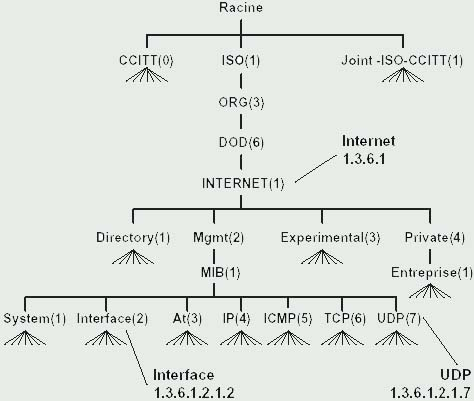 Racine
CCITT(0) ISO(1) Joint -ISO-CCITT(1)
ORG(3)
DOD(6)
Internet
1.3.6.1
INTERNET(1)
Directory(1) Mgmt(2) Experimental(3) Private(4)
MIB(1) Entreprise(1)
System(1) Interface(2) At(3) IP(4) ICMP(5) TCP(6) UDP(7)
Interface UDP
1.3.6.1.2.1.2 1.3.6.1.2.1.7